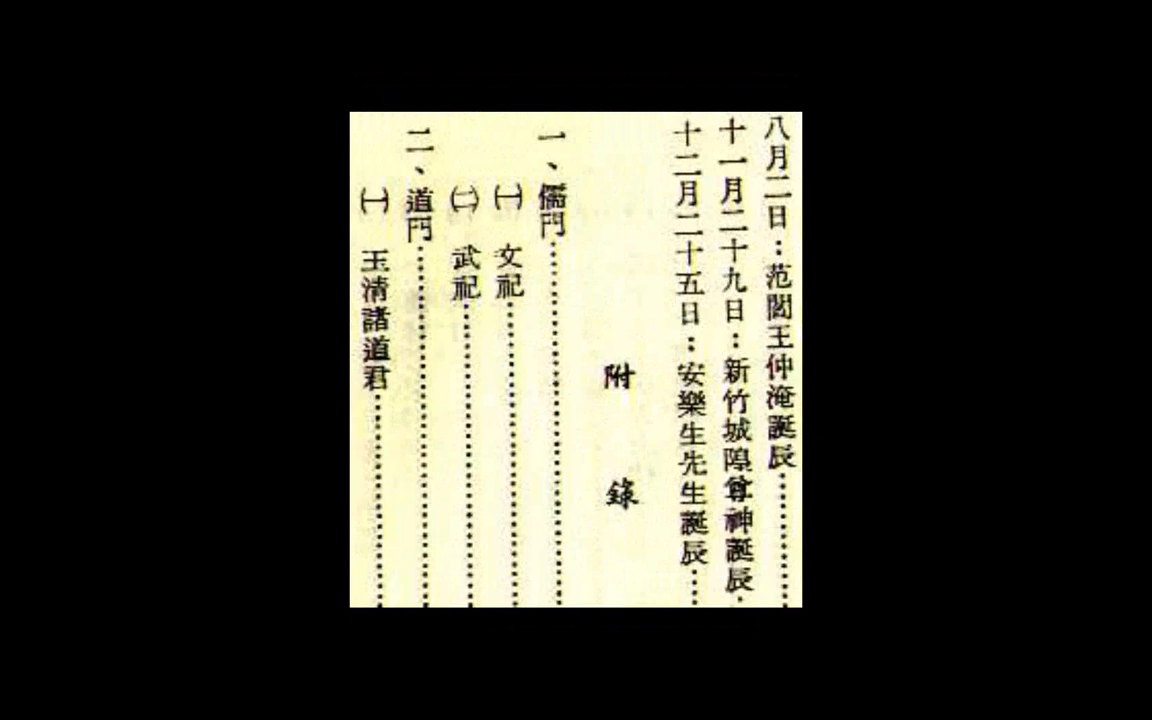 八月二日：范閻王仲淹誕辰………
十一月二十九日：新竹城隍尊神誕辰…
十二月二十五日：安樂生先生誕辰………
附錄
一、儒門………
㈠ 文祀………
㈡ 武祀………
二、道門………
㈠ 玉清諸道君………